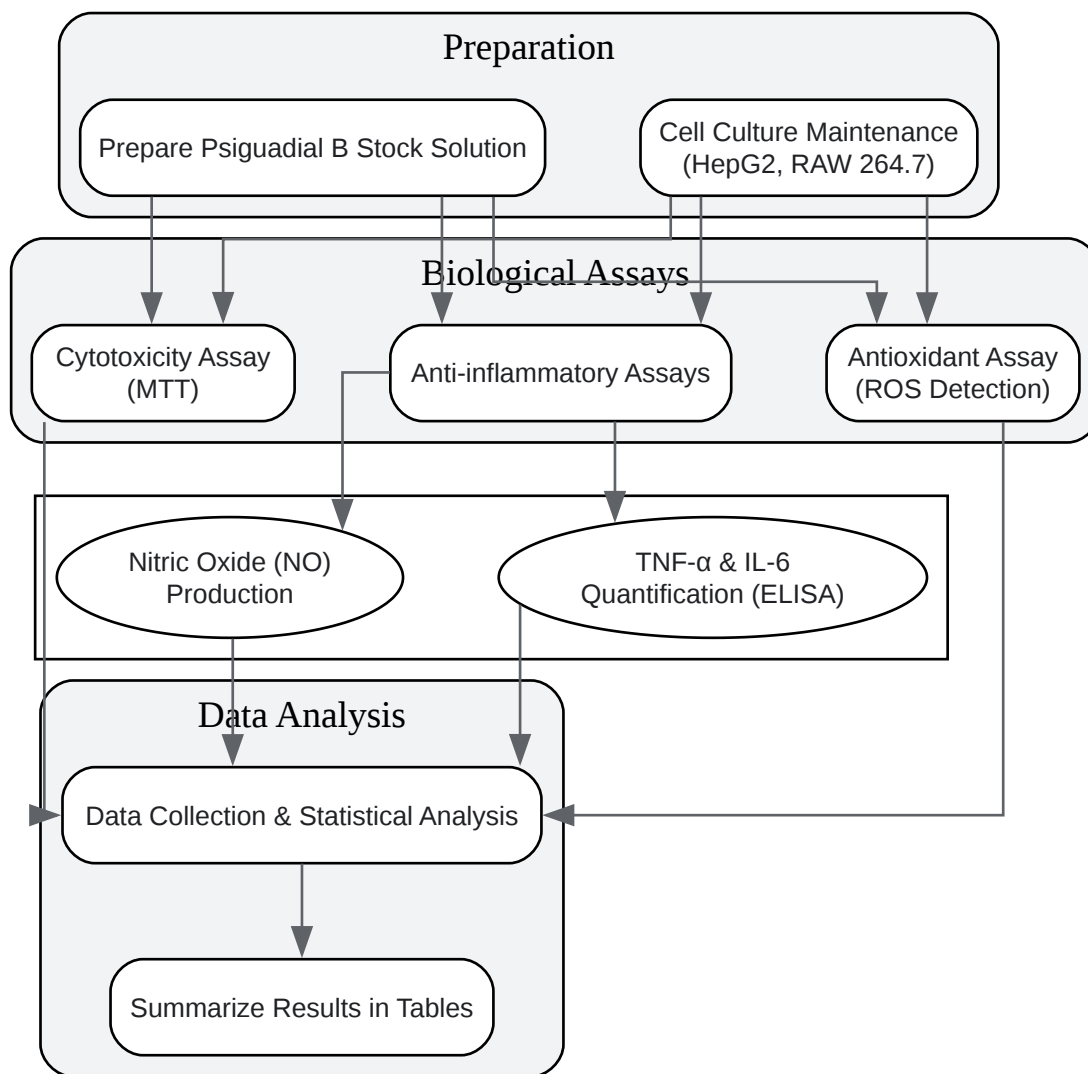 Preparation
Prepare Psiguadial B Stock Solution
Cell Culture Maintenance
(HepG2, RAW 264.7)
Biological Assays
Cytotoxicity Assay
(MTT)
Anti-inflammatory Assays
Antioxidant Assay
(ROS Detection)
Nitric Oxide (NO)
Production
TNF-α & IL-6
Quantification (ELISA)
Data Analysis
Data Collection & Statistical Analysis
Summarize Results in Tables